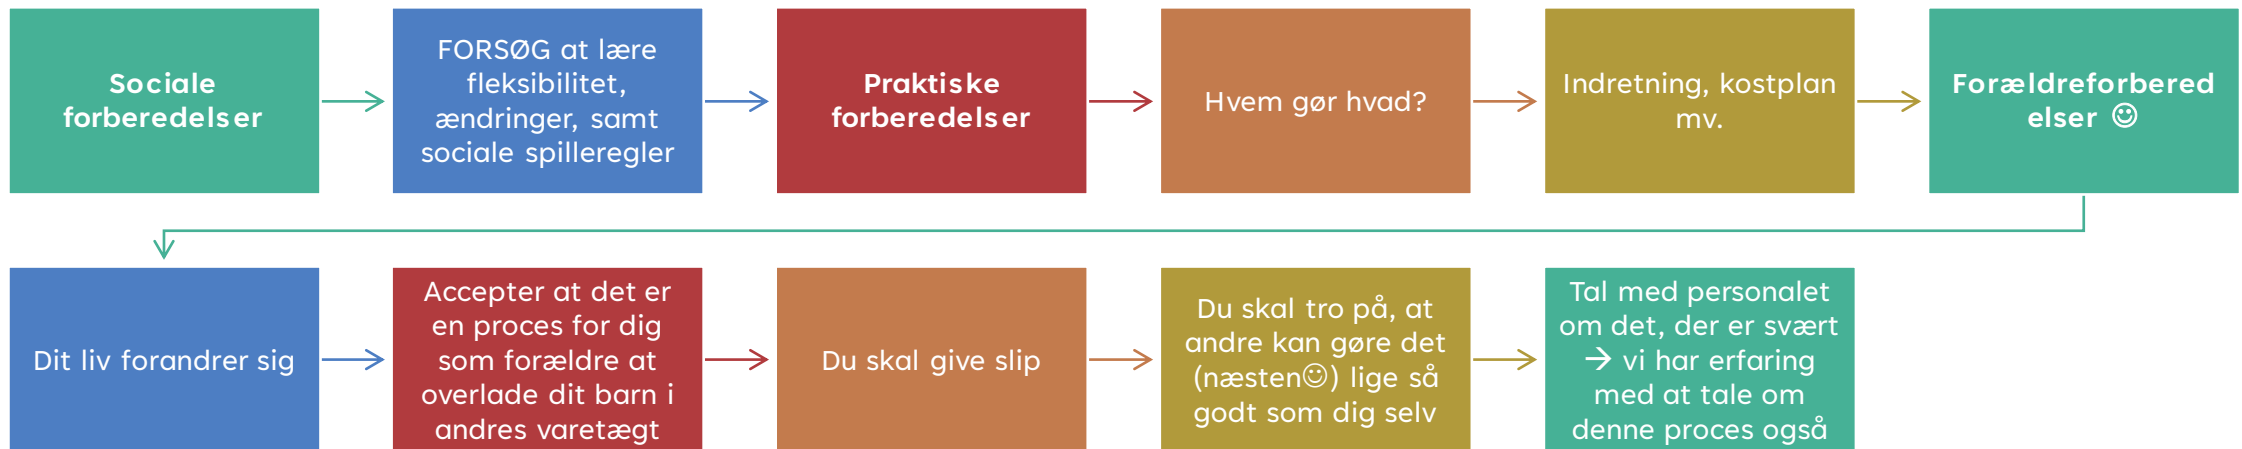 Sociale
forberedelser
FORSØG at lære
fleksibilitet,
ændringer, samt
sociale spilleregler
Praktiske
forberedelser
Hvem gør hvad?
Indretning, kostplan
mv.
Forældreforbered
elser ☺
Dit liv forandrer sig
Accepter at det er
en proces for dig
som forældre at
overlade dit barn i
andres varetægt
Du skal give slip
Du skal tro på, at
andre kan gøre det
(næsten☺) lige så
godt som dig selv
Tal med personalet
om det, der er svært
→ vi har erfaring
med at tale om
denne proces også